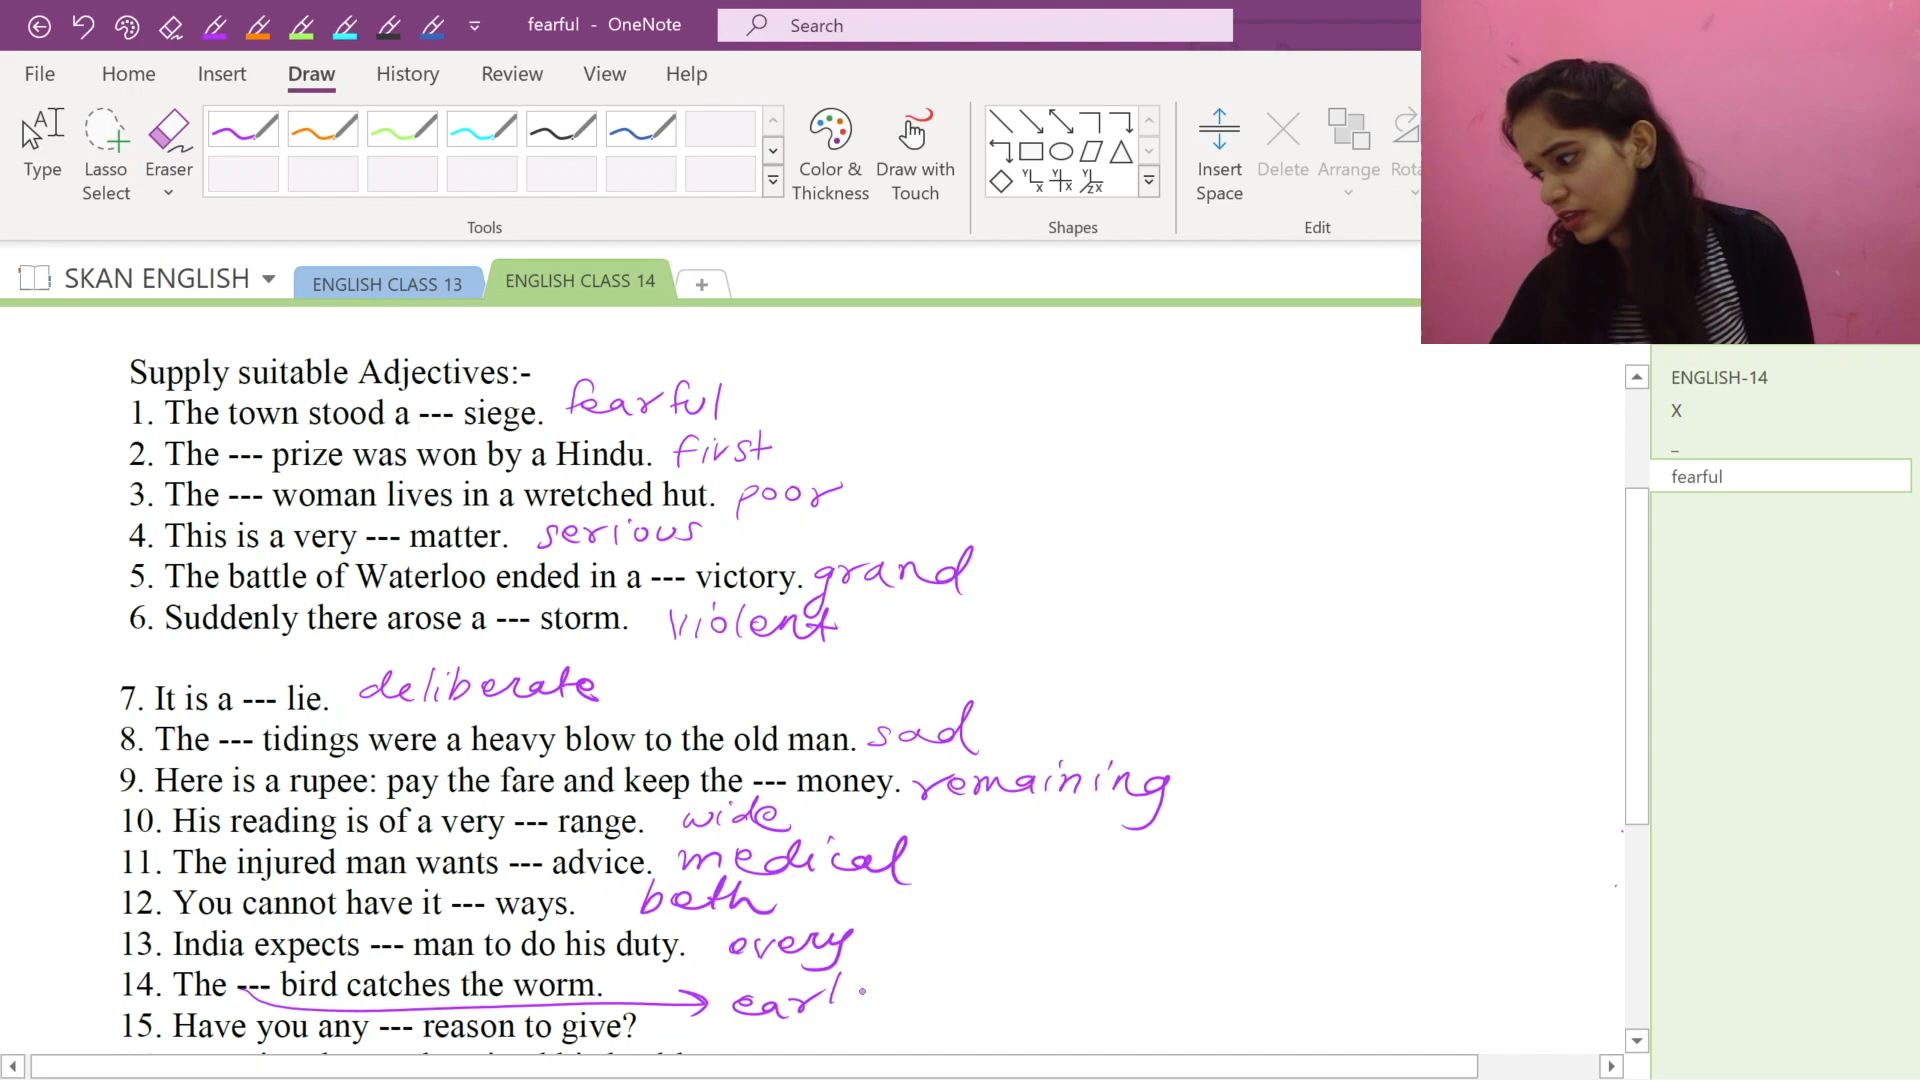 fearful - OneNote
Search
File Home Insert Draw History Review View Help
Type
Lasso Select
Eraser
Color & Thickness
Draw with Touch
Insert Space
Delete
Arrange
Tools
Shapes
Edit
SKAN ENGLISH
ENGLISH CLASS 13
ENGLISH CLASS 14
+
ENGLISH-14
X
_
fearful
Supply suitable Adjectives:-
1. The town stood a --- siege. fearful
2. The --- prize was won by a Hindu. first
3. The --- woman lives in a wretched hut. poor
4. This is a very --- matter. serious
5. The battle of Waterloo ended in a --- victory. grand
6. Suddenly there arose a --- storm. violent
7. It is a --- lie. deliberate
8. The --- tidings were a heavy blow to the old man. sad
9. Here is a rupee: pay the fare and keep the --- money. remaining
10. His reading is of a very --- range. wide
11. The injured man wants --- advice. medical
12. You cannot have it --- ways. both
13. India expects --- man to do his duty. every
14. The --- bird catches the worm. earl
15. Have you any --- reason to give?